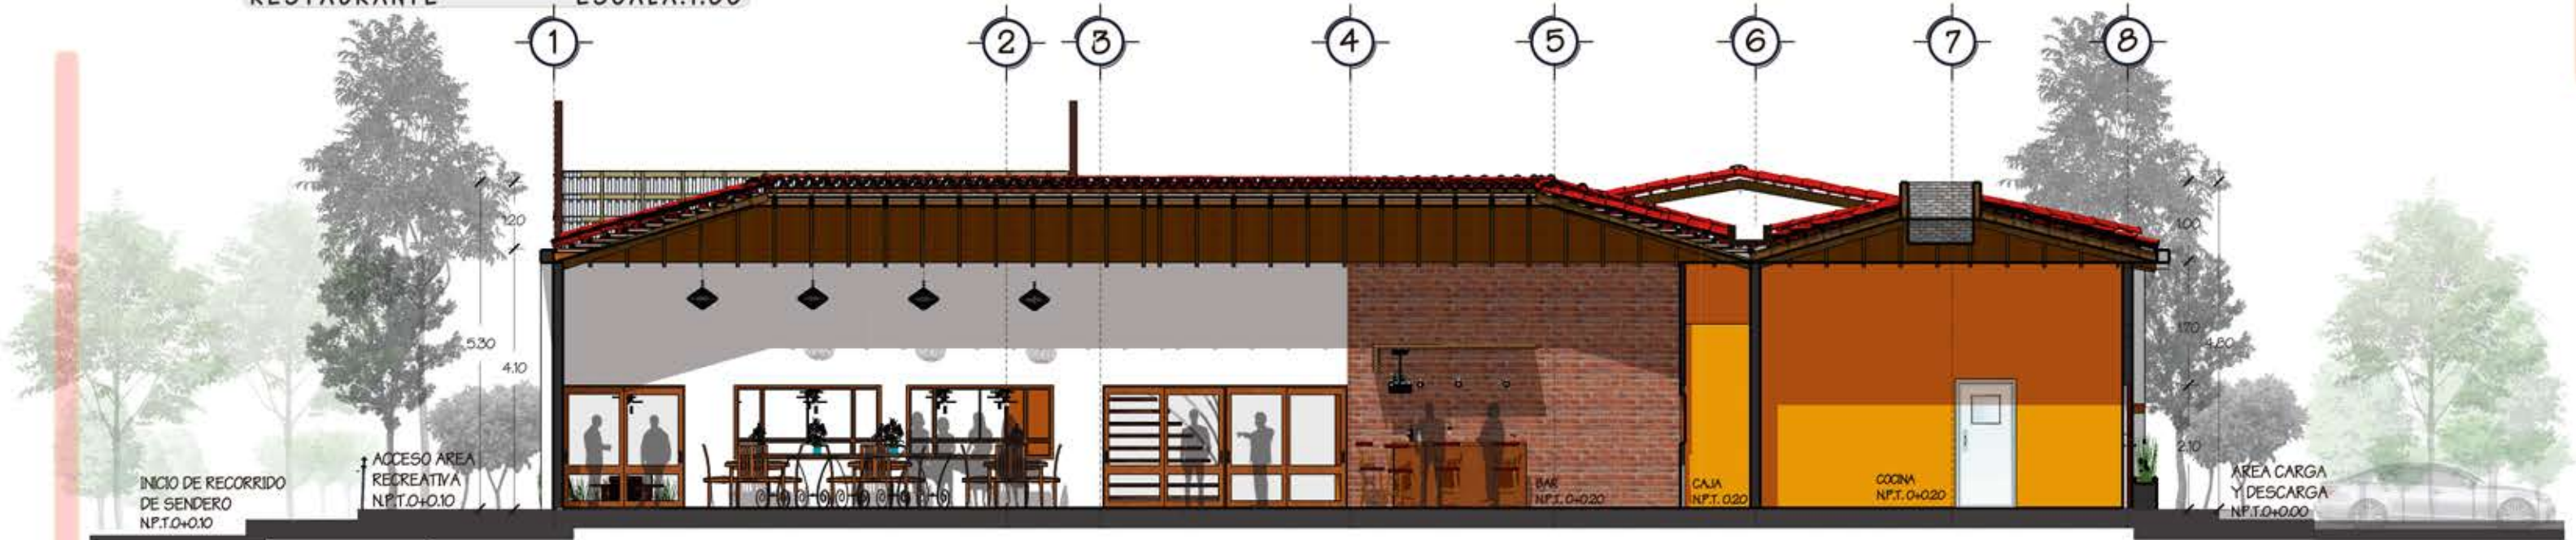 RESTAURANTE ESCALA:1:50
1 2 3 4 5 6 7 8
1.20
5.30
4.10
1.00
1.70
4.80
2.10
INICIO DE RECORRIDO
DE SENDERO
N.P.T.0+0.10
ACCESO AREA
RECREATIVA
N.P.T.0+0.10
BAR
N.P.T. 0+0.20
CAJA
N.P.T. 0.20
COCINA
N.P.T. 0+0.20
AREA CARGA
Y DESCARGA
N.P.T.0+0.00